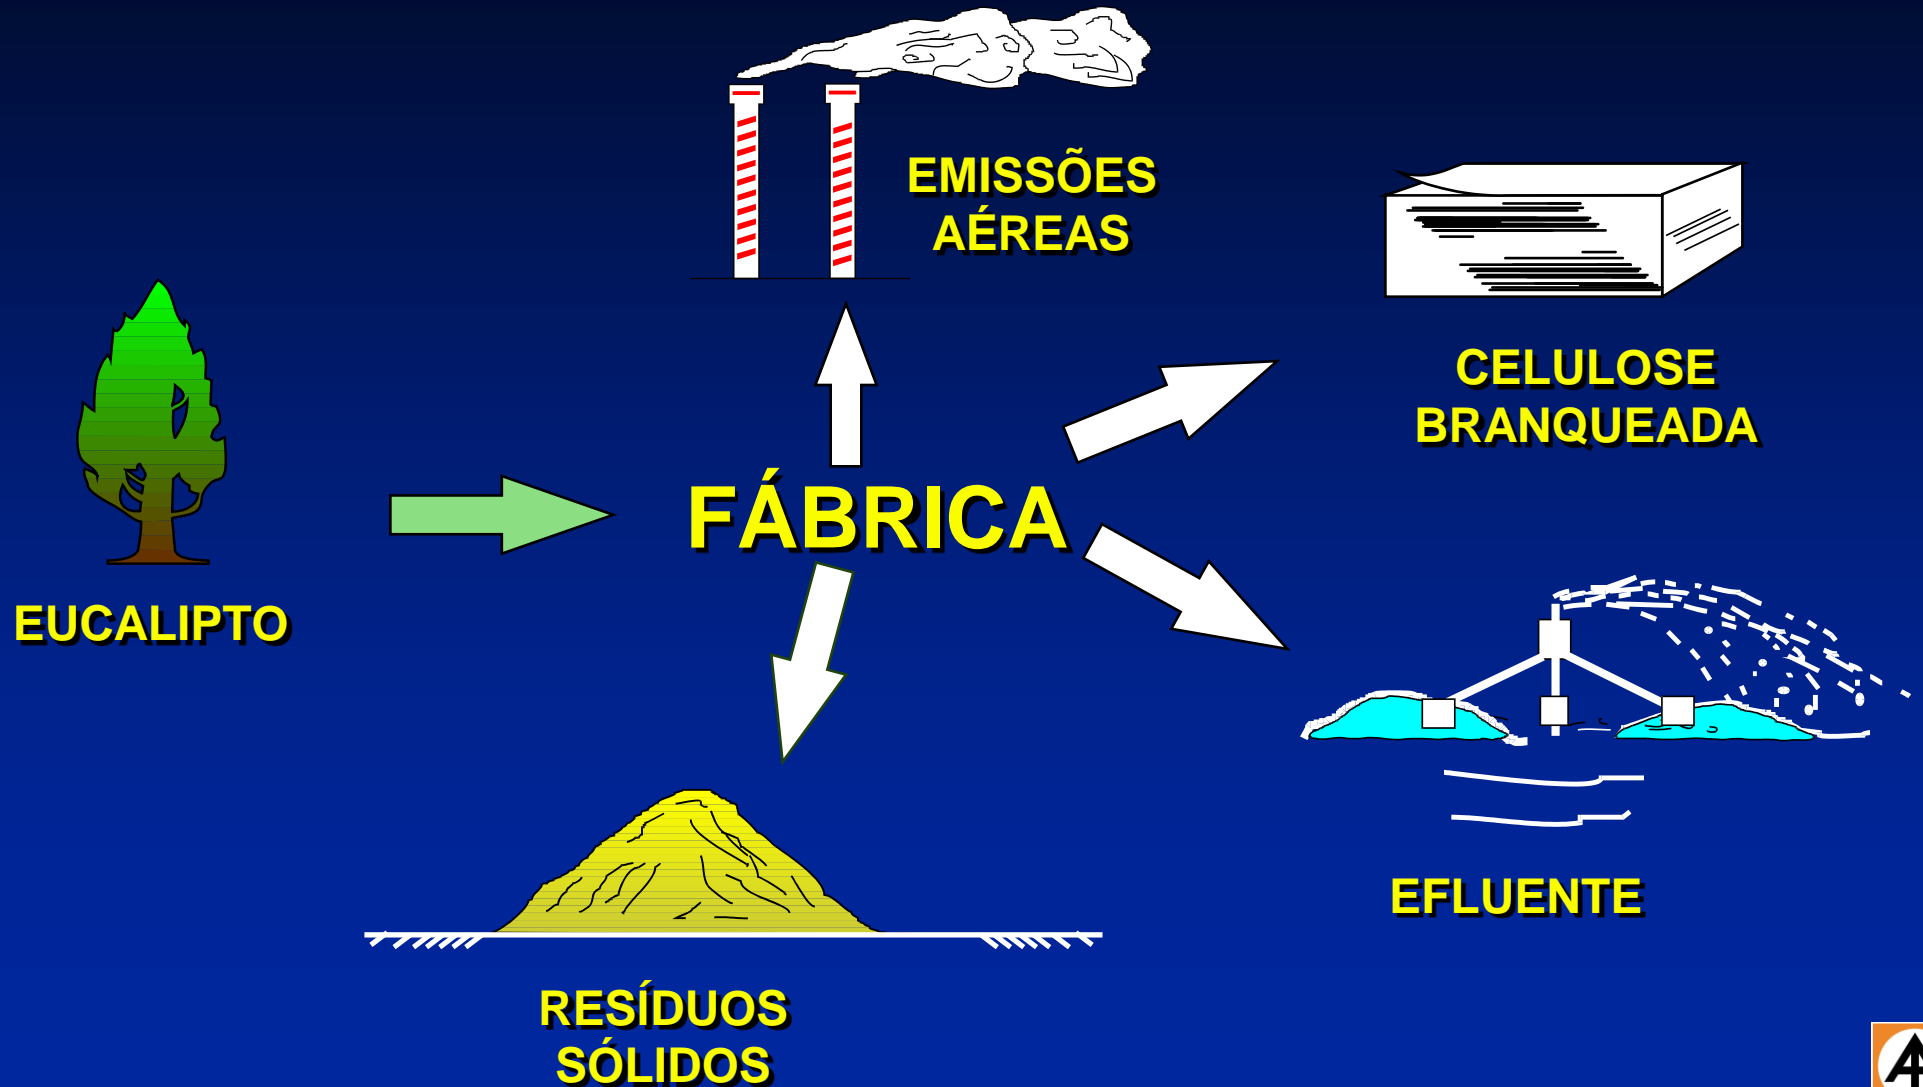 EMISSÕES
AÉREAS
CELULOSE
BRANQUEADA
FÁBRICA
EUCALIPTO
EFLUENTE
RESÍDUOS
SÓLIDOS